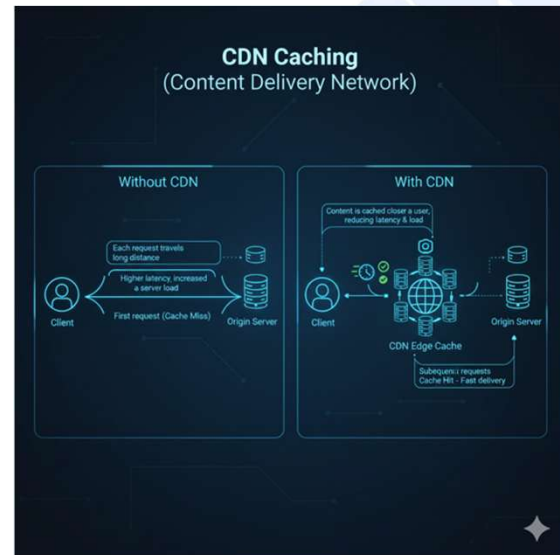 CDN Caching
(Content Delivery Network)
Without CDN
Each request travels
long distance
Higher latency, increased
a server load
First request (Cache Miss)
Client
Origin Server
With CDN
Content is cached closer a user,
reducing latency & load
Client
CDN Edge Cache
Origin Server
requests
Cache Hit - Fast delivery